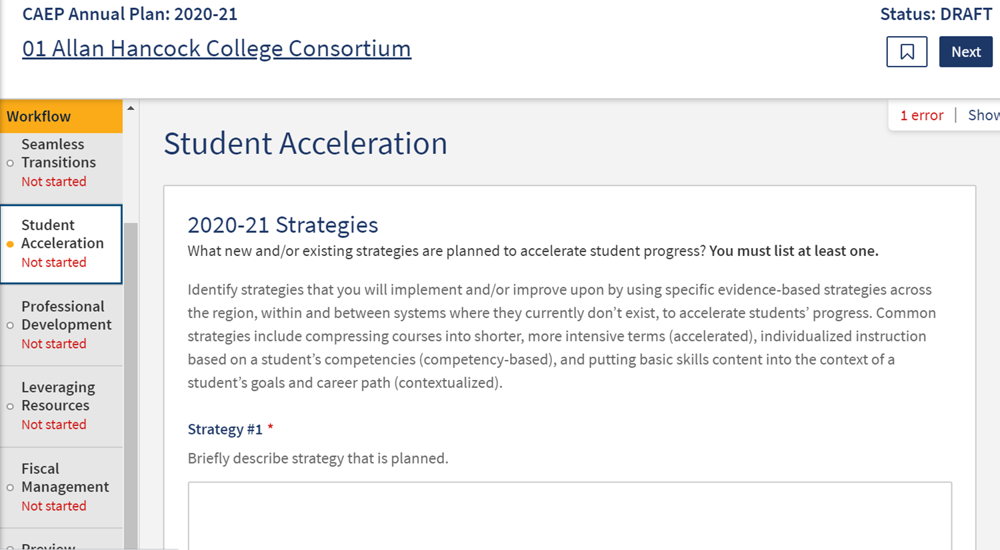 CAEP Annual Plan: 2020-21
Status: DRAFT
01 Allan Hancock College Consortium
Next
Workflow
Seamless
Transitions
Not started
Student
Acceleration
Not started
Professional
Development
Not started
Leveraging
Resources
Not started
Fiscal
Management
Not started
Preview
1 error | Show
Student Acceleration
2020-21 Strategies
What new and/or existing strategies are planned to accelerate student progress? You must list at least one.
Identify strategies that you will implement and/or improve upon by using specific evidence-based strategies across
the region, within and between systems where they currently don’t exist, to accelerate students’ progress. Common
strategies include compressing courses into shorter, more intensive terms (accelerated), individualized instruction
based on a student’s competencies (competency-based), and putting basic skills content into the context of a
student’s goals and career path (contextualized).
Strategy #1 *
Briefly describe strategy that is planned.